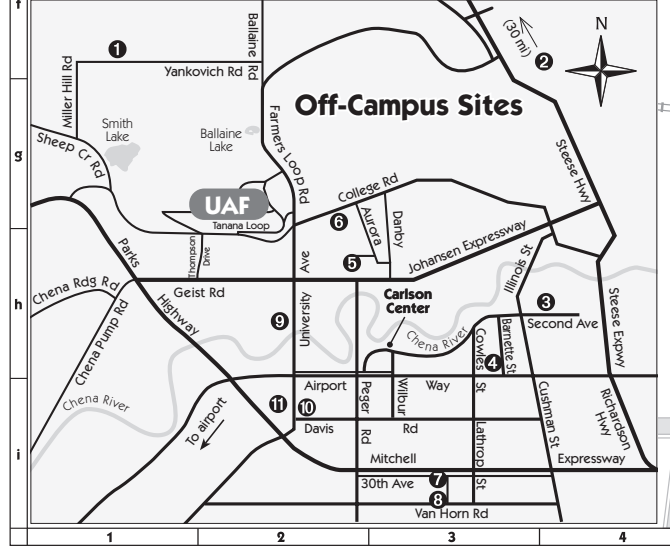 f
g
h
i
1
2
3
4
Off-Campus Sites
N
(30 mi)
1
2
3
4
5
6
7
8
9
10
11
Miller Hill Rd
Yankovich Rd
Ballaine Rd
Smith
Lake
Ballaine
Lake
Sheep Cr Rd
Farmers Loop Rd
College Rd
UAF
Tanana Loop
Thompson
Drive
Aurora
Danby
Steese Hwy
Johansen Expressway
Illinois St
Parks
Highway
Geist Rd
University
Ave
Carlson
Center
Chena River
Chena Rdg Rd
Chena Pump Rd
Chena River
Second Ave
Barnette St
Cowles
St
Steese Expwy
To airport
Airport
Way
Peger
Rd
Wilbur
Cushman St
Richardson
Hwy
Davis
Rd
Lathrop
St
Mitchell
Expressway
30th Ave
Van Horn Rd